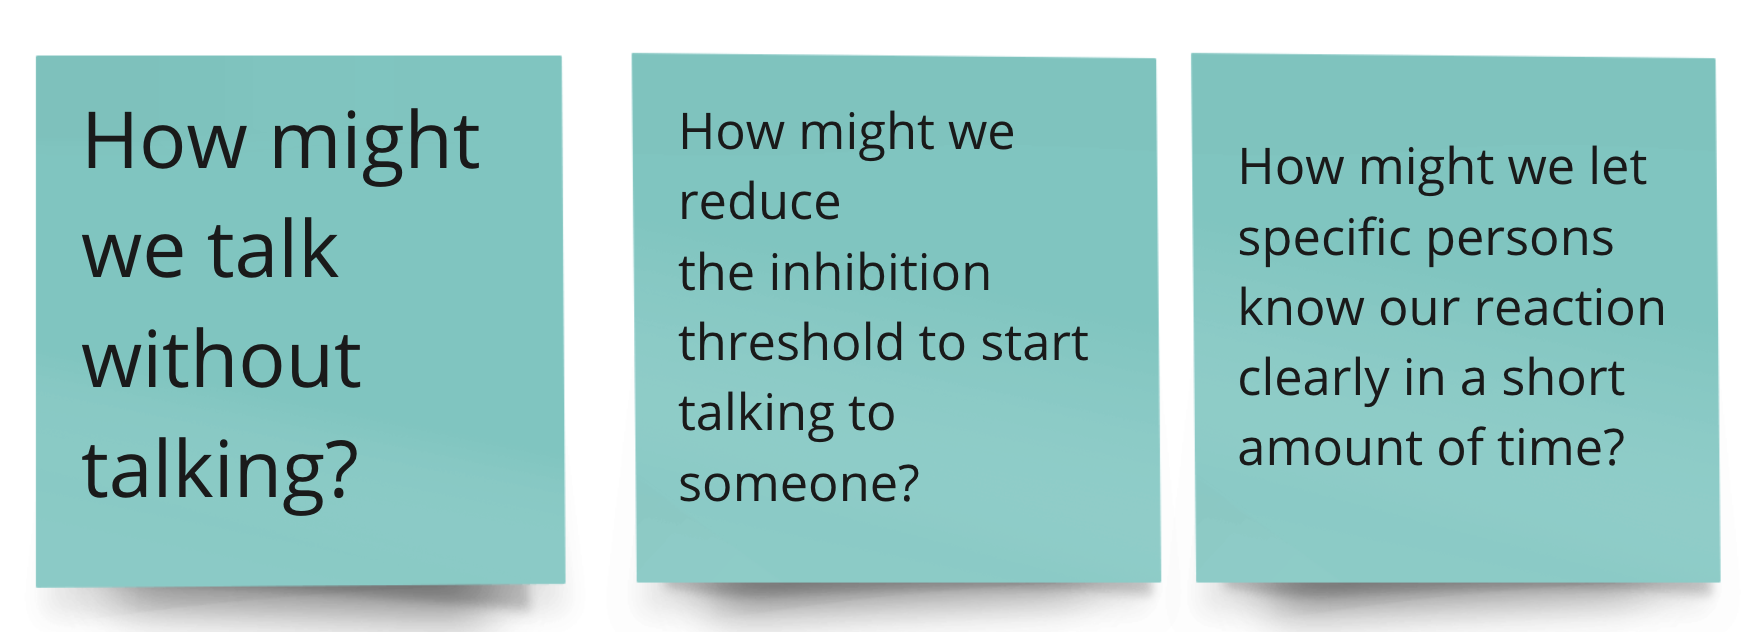 How might
we talk
without
talking?
How might we
reduce
the inhibition
threshold to start
talking to
someone?
How might we let
specific persons
know our reaction
clearly in a short
amount of time?